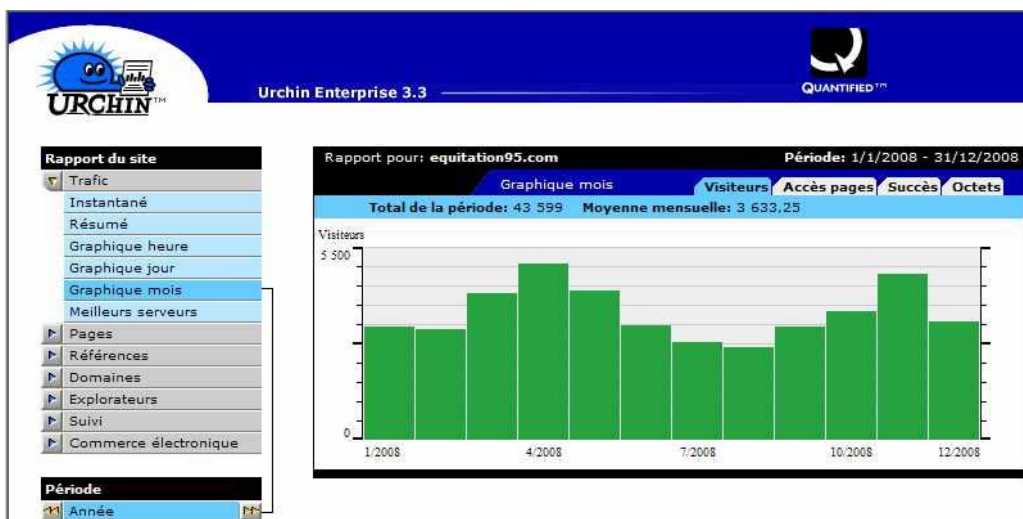 URCHIN™
Urchin Enterprise 3.3
QUANTIFIED™
Rapport du site
Trafic
Instantané
Résumé
Graphique heure
Graphique jour
Graphique mois
Meilleurs serveurs
Pages
Références
Domaines
Explorateurs
Suivi
Commerce électronique
Période
Année
Rapport pour: equitation95.com
Période: 1/1/2008 - 31/12/2008
Graphique mois
Visiteurs Accès pages Succès Octets
Total de la période: 43 599 Moyenne mensuelle: 3 633,25
Visiteurs
5 500
0
1/2008 4/2008 7/2008 10/2008 12/2008